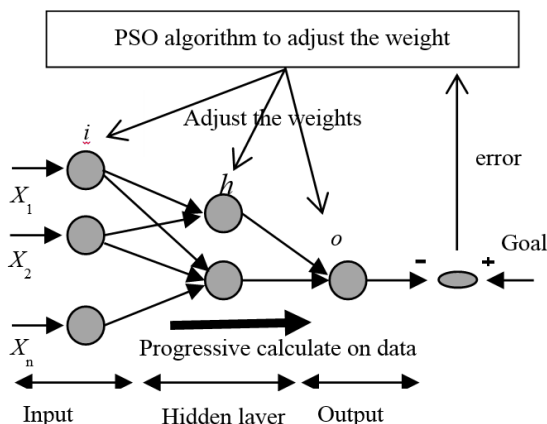 PSO algorithm to adjust the weight
Adjust the weights
i
h
o
error
X1
X2
Xn
-
+
Goal
Progressive calculate on data
Input
Hidden layer
Output